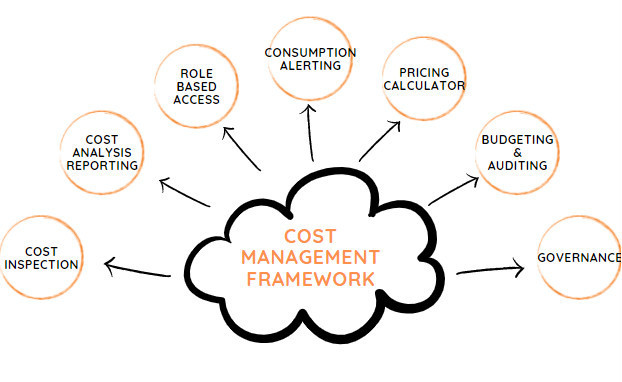 CONSUMPTION
ALERTING
ROLE
BASED
ACCESS
PRICING
CALCULATOR
COST
ANALYSIS
REPORTING
BUDGETING
&
AUDITING
COST
MANAGEMENT
FRAMEWORK
COST
INSPECTION
GOVERNANCE